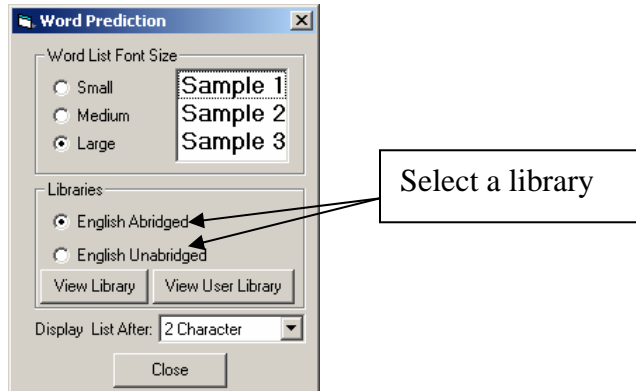 Word Prediction
Word List Font Size
Small
Medium
Large
Sample 1
Sample 2
Sample 3
Libraries
English Abridged
English Unabridged
View Library View User Library
Display List After: 2 Character
Close
Select a library